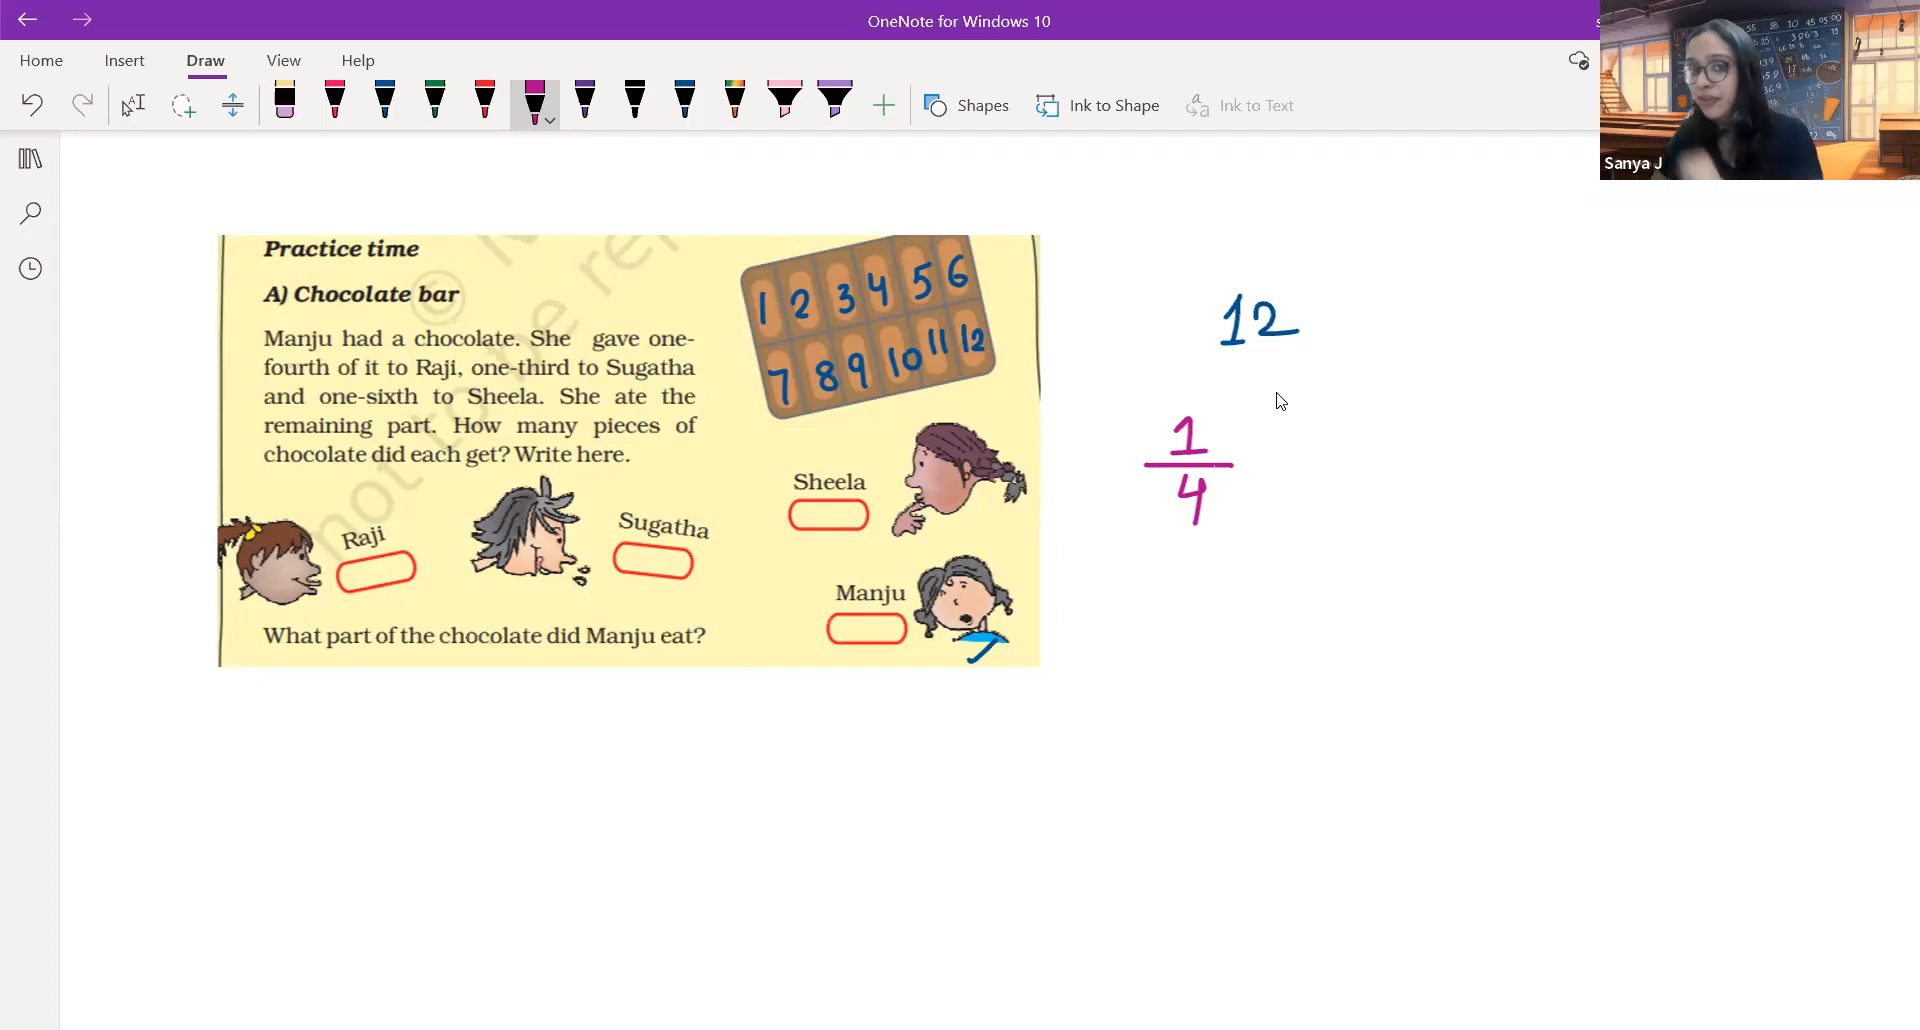 OneNote for Windows 10
Home Insert Draw View Help
Shapes Ink to Shape Ink to Text
Sanya J
Practice time
A) Chocolate bar
Manju had a chocolate. She gave one-
fourth of it to Raji, one-third to Sugatha
and one-sixth to Sheela. She ate the
remaining part. How many pieces of
chocolate did each get? Write here.
1 2 3 4 5 6
7 8 9 10 11 12
Sheela
Raji
Sugatha
Manju
What part of the chocolate did Manju eat?
not to be re
©
12
1
4